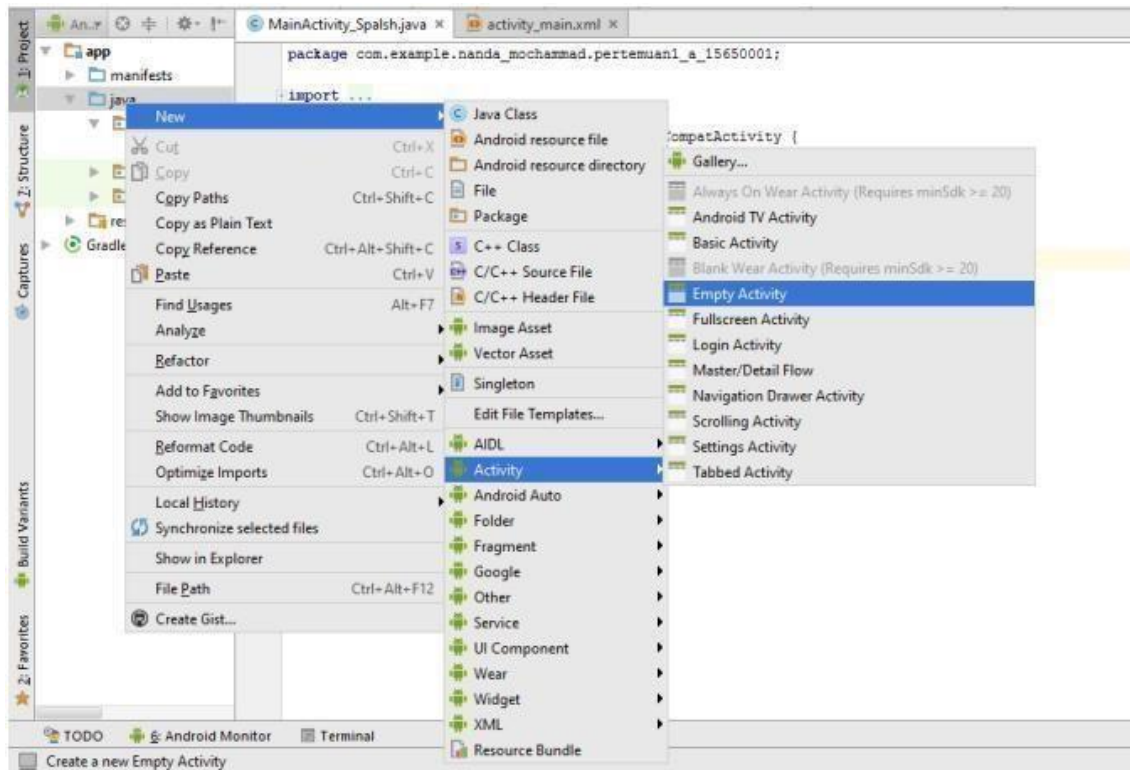 An..
MainActivity_Spalsh.java
activity_main.xml
1: Project
Z: Structure
Captures
Build Variants
2: Favorites
app
manifests
java
res
Gradle
package com.example.nanda_mochammad.pertemuan1_a_15650001;
import ...
CompatActivity {
New
Cut Ctrl+X
Copy Ctrl+C
Copy Paths Ctrl+Shift+C
Copy as Plain Text
Copy Reference Ctrl+Alt+Shift+C
Paste Ctrl+V
Find Usages Alt+F7
Analyze
Refactor
Add to Favorites
Show Image Thumbnails Ctrl+Shift+T
Reformat Code Ctrl+Alt+L
Optimize Imports Ctrl+Alt+O
Local History
Synchronize selected files
Show in Explorer
File Path Ctrl+Alt+F12
Create Gist...
Java Class
Android resource file
Android resource directory
File
Package
C++ Class
C/C++ Source File
C/C++ Header File
Image Asset
Vector Asset
Singleton
Edit File Templates...
AIDL
Activity
Android Auto
Folder
Fragment
Google
Other
Service
UI Component
Wear
Widget
XML
Resource Bundle
Gallery...
Always On Wear Activity (Requires minSdk >= 20)
Android TV Activity
Basic Activity
Blank Wear Activity (Requires minSdk >= 20)
Empty Activity
Fullscreen Activity
Login Activity
Master/Detail Flow
Navigation Drawer Activity
Scrolling Activity
Settings Activity
Tabbed Activity
TODO
6: Android Monitor
Terminal
Create a new Empty Activity